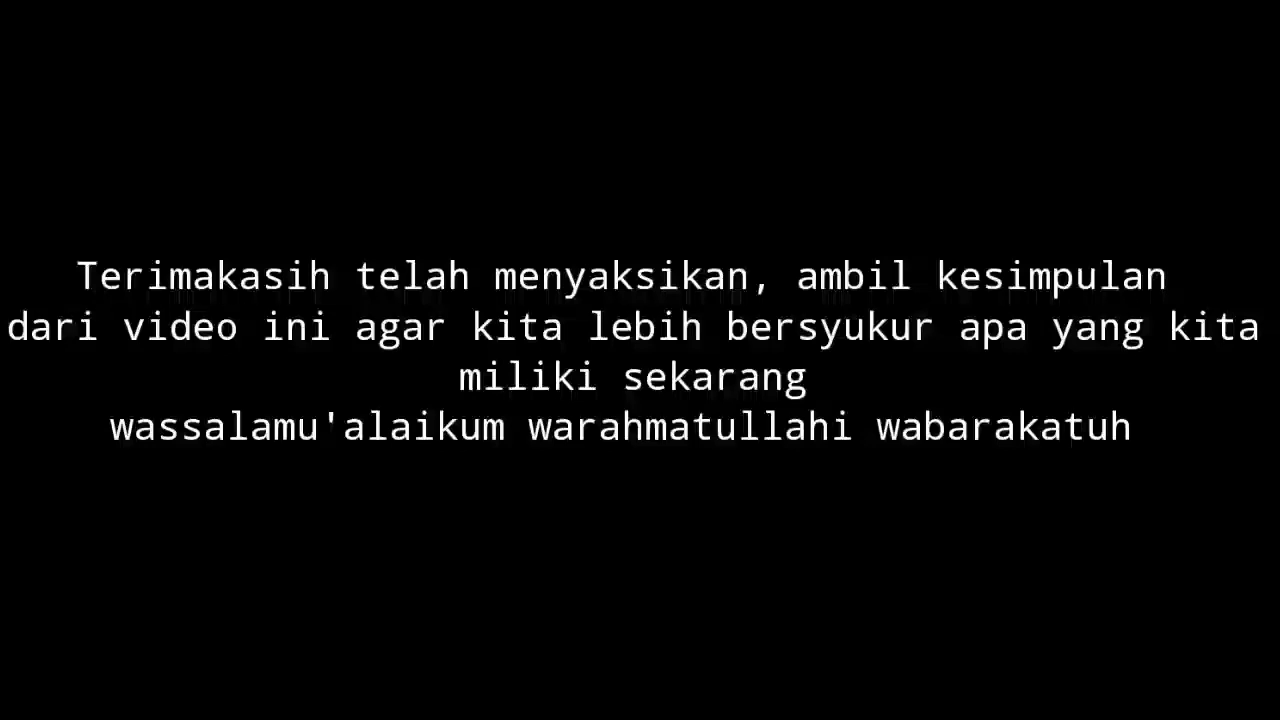 Terimakasih telah menyaksikan, ambil kesimpulan
dari video ini agar kita lebih bersyukur apa yang kita
miliki sekarang
wassalamu'alaikum warahmatullahi wabarakatuh